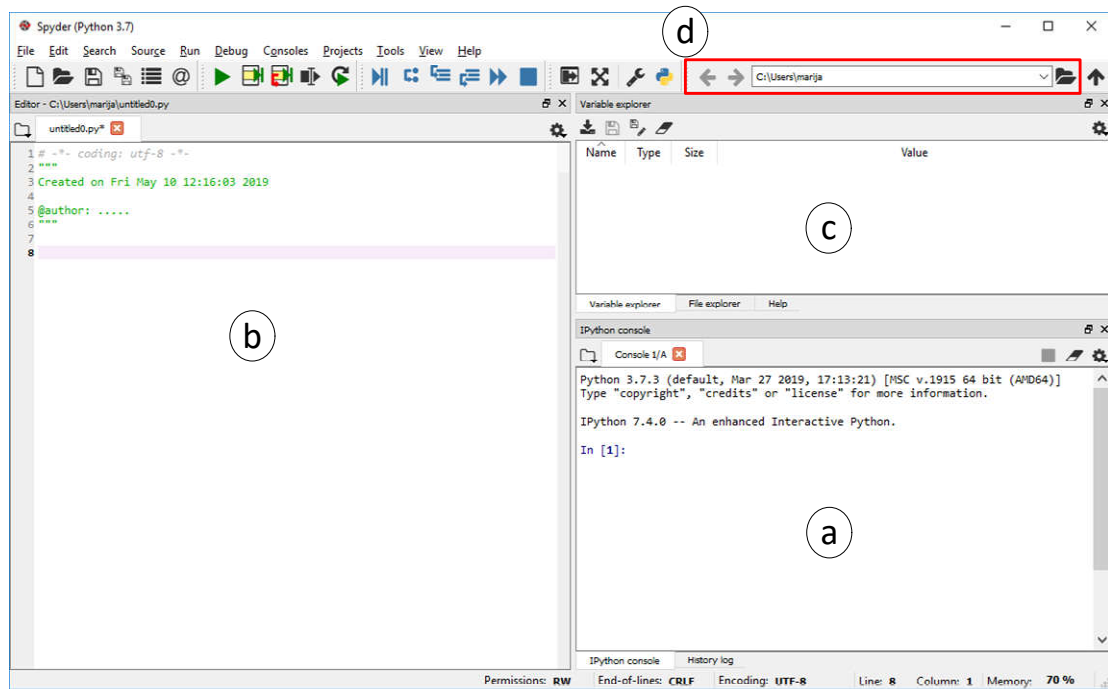 Spyder (Python 3.7)
d
File Edit Search Source Run Debug Consoles Projects Tools View Help
@
C:\Users\marija
Editor - C:\Users\marija\untitled0.py
untitled0.py*
1 # -*- coding: utf-8 -*-
2 """
3 Created on Fri May 10 12:16:03 2019
4
5 @author: .....
6 """
7
8
b
Variable explorer
Name Type Size Value
c
Variable explorer File explorer Help
IPython console
Console 1/A
Python 3.7.3 (default, Mar 27 2019, 17:13:21) [MSC v.1915 64 bit (AMD64)]
Type "copyright", "credits" or "license" for more information.
IPython 7.4.0 -- An enhanced Interactive Python.
In [1]:
a
IPython console History log
Permissions: RW End-of-lines: CRLF Encoding: UTF-8 Line: 8 Column: 1 Memory: 70 %